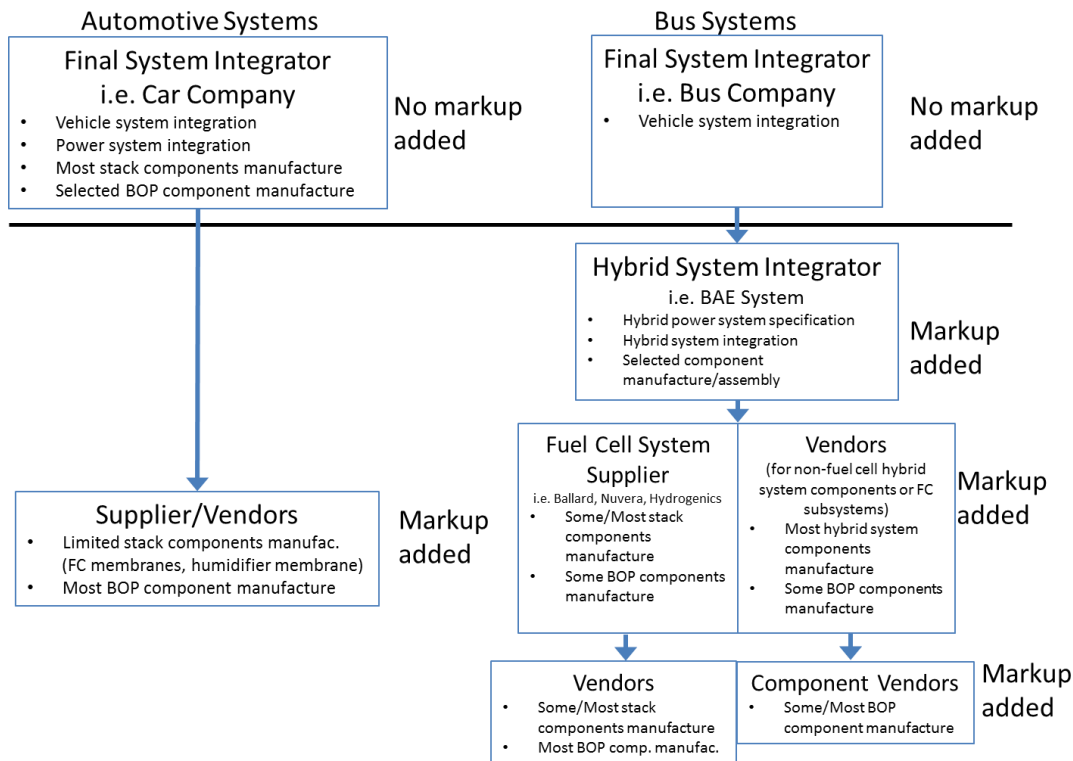 Automotive Systems
Final System Integrator
i.e. Car Company
• Vehicle system integration
• Power system integration
• Most stack components manufacture
• Selected BOP component manufacture
No markup
added
Bus Systems
Final System Integrator
i.e. Bus Company
• Vehicle system integration
No markup
added
Hybrid System Integrator
i.e. BAE System
• Hybrid power system specification
• Hybrid system integration
• Selected component
manufacture/assembly
Markup
added
Supplier/Vendors
• Limited stack components manufac.
(FC membranes, humidifier membrane)
• Most BOP component manufacture
Markup
added
Fuel Cell System
Supplier
i.e. Ballard, Nuvera, Hydrogenics
• Some/Most stack
components
manufacture
• Some BOP components
manufacture
Vendors
(for non-fuel cell hybrid
system components or FC
subsystems)
• Most hybrid system
components
manufacture
• Some BOP components
manufacture
Markup
added
Vendors
• Some/Most stack
components manufacture
• Most BOP comp. manufac.
Component Vendors
• Some/Most BOP
component manufacture
Markup
added